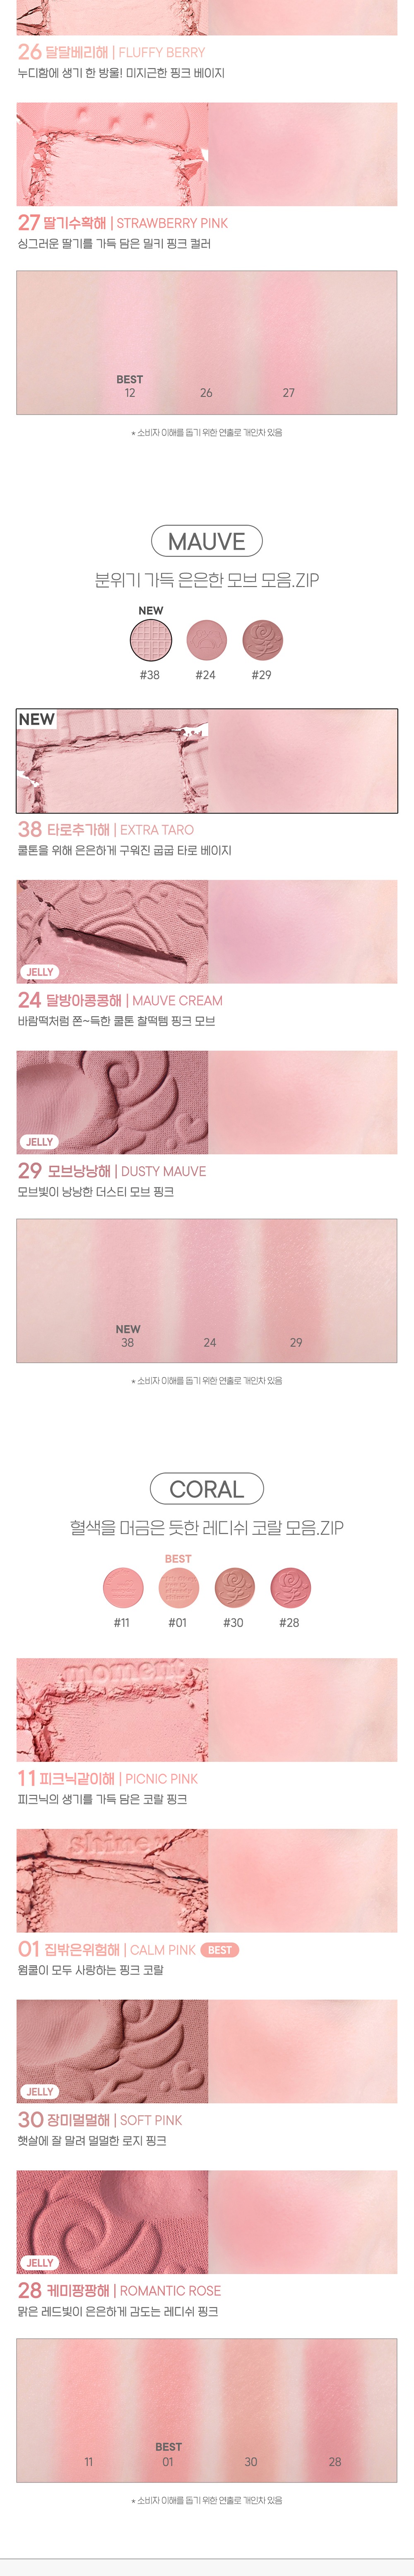 26 달달베리해 | FLUFFY BERRY
누디함에 생기 한 방울! 미지근한 핑크 베이지
27 딸기수확해 | STRAWBERRY PINK
싱그러운 딸기를 가득 담은 밀키 핑크 컬러
BEST
12 26 27
* 소비자 이해를 돕기 위한 연출로 개인차 있음
MAUVE
분위기 가득 은은한 모브 모음.ZIP
NEW
#38 #24 #29
NEW
38 타로추가해 | EXTRA TARO
쿨톤을 위해 은은하게 구워진 굽굽 타로 베이지
JELLY
24 달방아콩콩해 | MAUVE CREAM
바람떡처럼 쫀~득한 쿨톤 찰떡템 핑크 모브
JELLY
29 모브낭낭해 | DUSTY MAUVE
모브빛이 낭낭한 더스티 모브 핑크
NEW
38 24 29
* 소비자 이해를 돕기 위한 연출로 개인차 있음
CORAL
혈색을 머금은 듯한 레디쉬 코랄 모음.ZIP
BEST
#11 #01 #30 #28
moment
11 피크닉같이해 | PICNIC PINK
피크닉의 생기를 가득 담은 코랄 핑크
shine
01 집밖은위험해 | CALM PINK BEST
웜쿨이 모두 사랑하는 핑크 코랄
JELLY
30 장미멀멀해 | SOFT PINK
햇살에 잘 말려 멀멀한 로지 핑크
JELLY
28 케미팡팡해 | ROMANTIC ROSE
맑은 레드빛이 은은하게 감도는 레디쉬 핑크
BEST
11 01 30 28
* 소비자 이해를 돕기 위한 연출로 개인차 있음